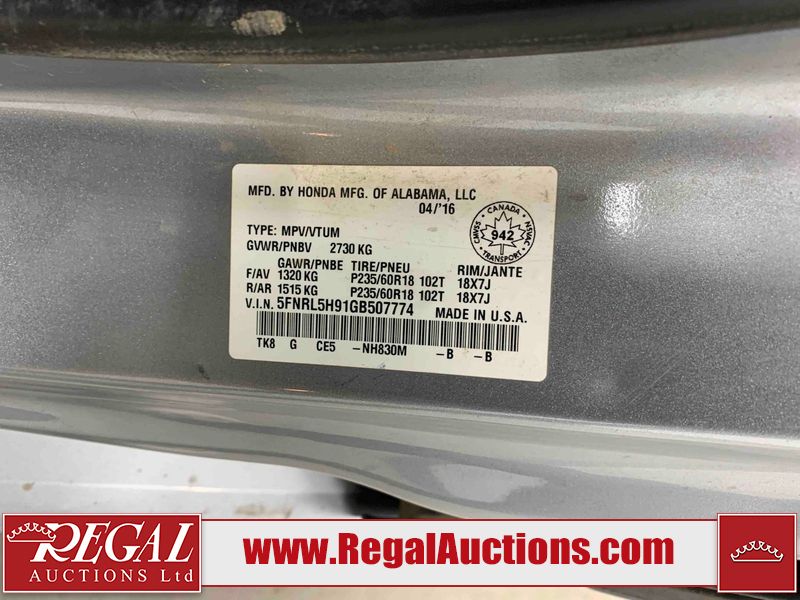 MFD. BY HONDA MFG. OF ALABAMA, LLC
04/'16
TYPE: MPV/VTUM
GVWR/PNBV 2730 KG
GAWR/PNBE TIRE/PNEU RIM/JANTE
F/AV 1320 KG P235/60R18 102T 18X7J
R/AR 1515 KG P235/60R18 102T 18X7J
V.I.N. 5FNRL5H91GB507774 MADE IN U.S.A.
TK8 G CE5 -NH830M -B -B
CANADA
CMVSS 942 NSVAC
TRANSPORT
REGAL
AUCTIONS Ltd
www.RegalAuctions.com